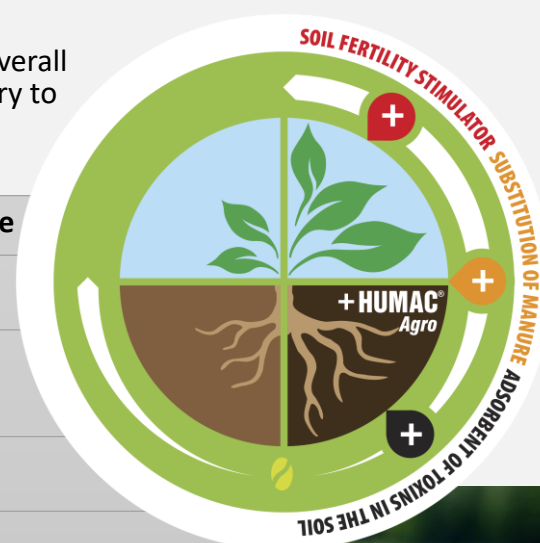 verall
ry to
e
SOIL FERTILITY STIMULATOR
SUBSTITUTION OF MANURE
ADSORBENT OF TOXINS IN THE SOIL
+
+
+ HUMAC®
Agro
+